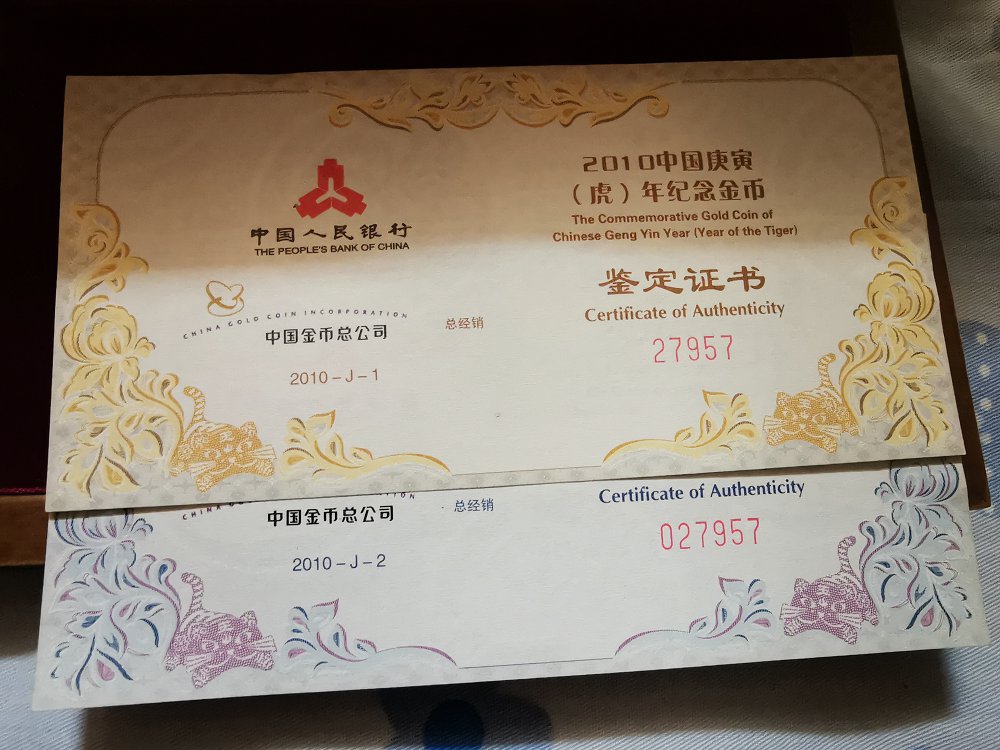 中国人民银行
THE PEOPLE'S BANK OF CHINA
CHINA GOLD COIN INCORPORATION
中国金币总公司
总经销
2010-J-1
2010中国庚寅
(虎)年纪念金币
The Commemorative Gold Coin of
Chinese Geng Yin Year (Year of the Tiger)
鉴定证书
Certificate of Authenticity
27957
中国金币总公司
总经销
2010-J-2
Certificate of Authenticity
027957